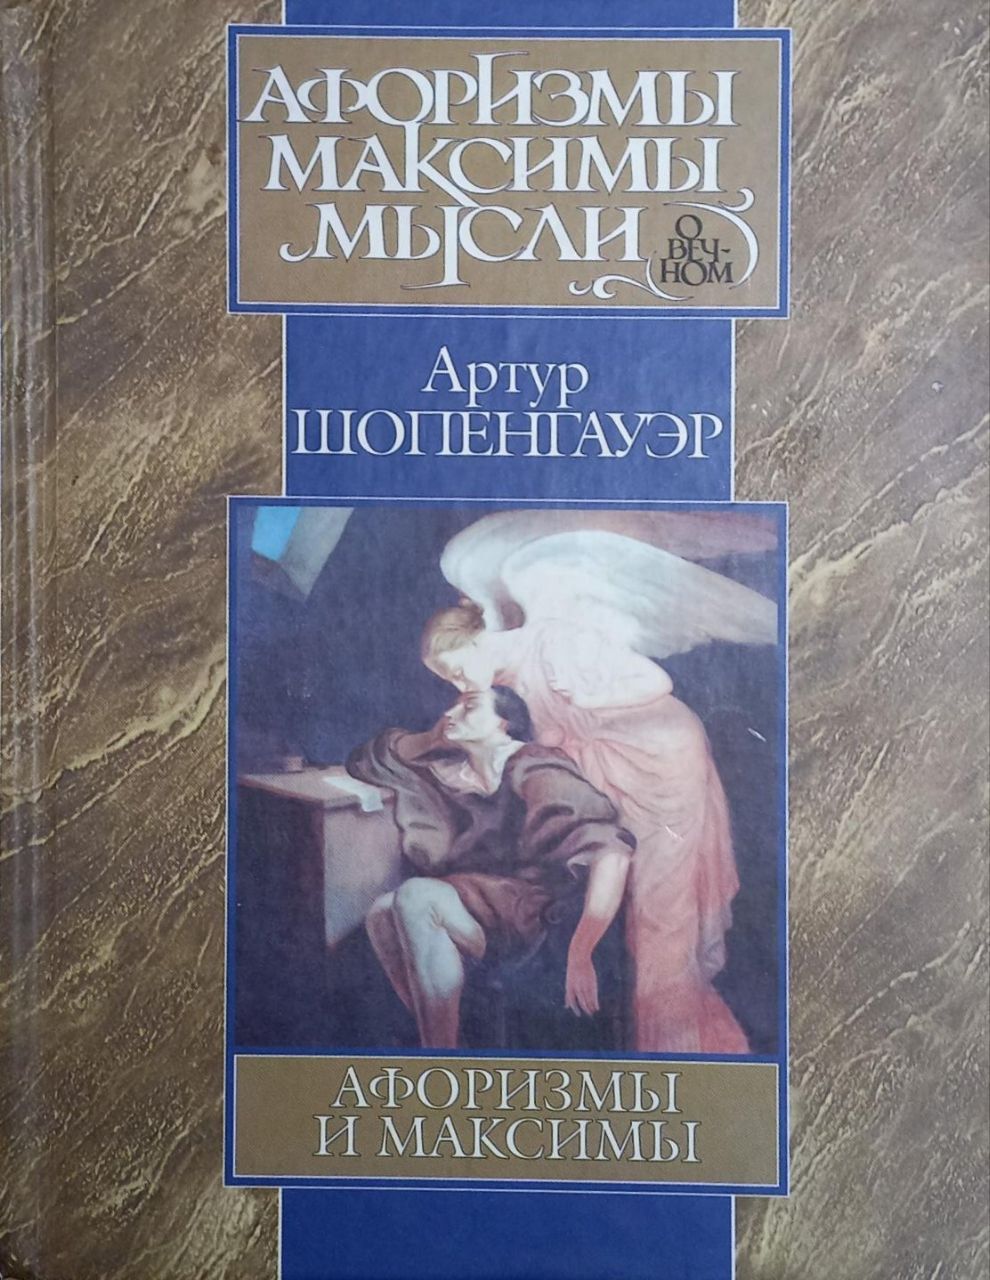 АФОРИЗМЫ
МАКСИМЫ
МЫСЛИ
О
ВЕЧ-
НОМ
Артур
ШОПЕНГАУЭР
АФОРИЗМЫ
И МАКСИМЫ